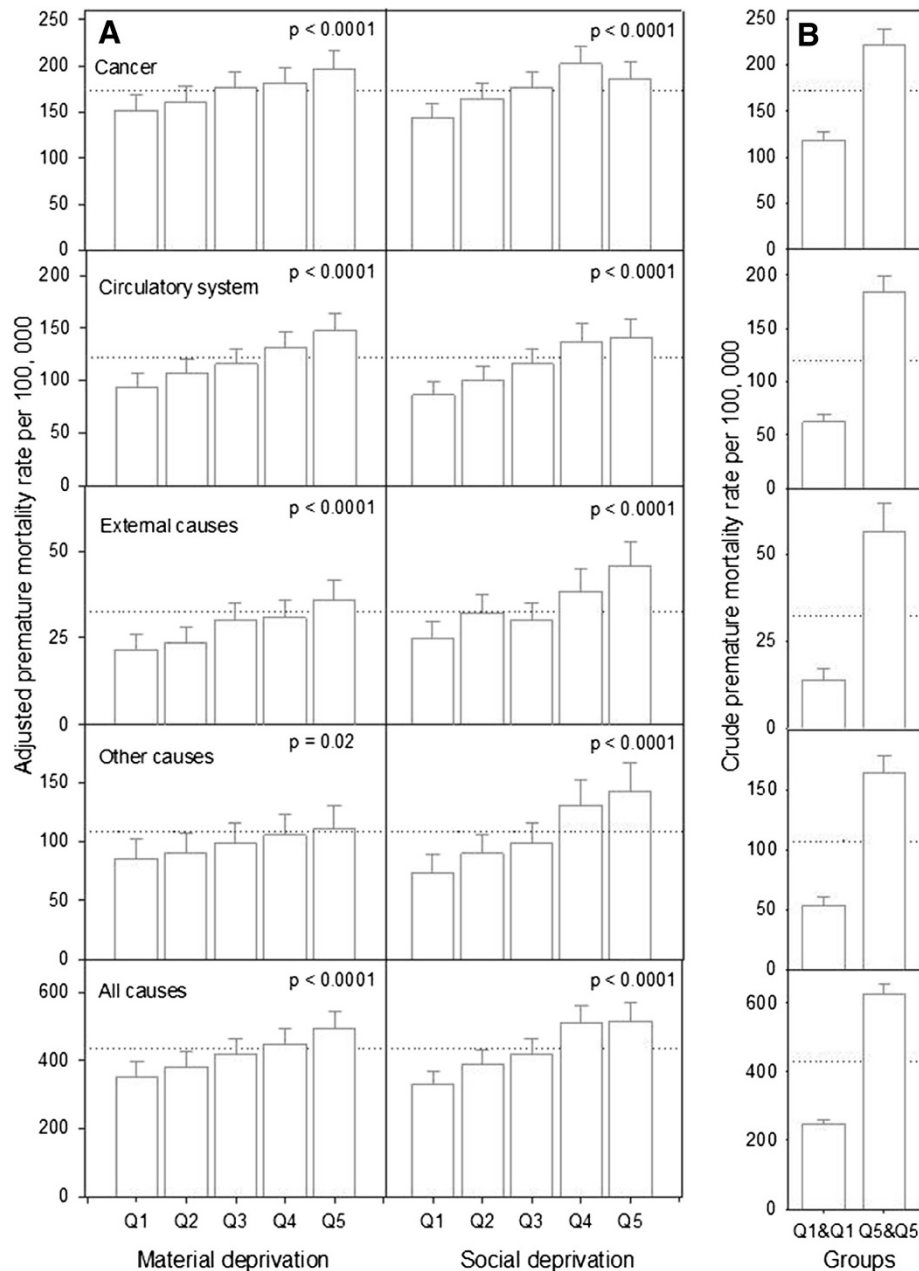 A
B
Adjusted premature mortality rate per 100, 000
Crude premature mortality rate per 100, 000
250
200
150
100
50
0
Cancer
p < 0.0001
p < 0.0001
250
200
150
100
50
0
200
150
100
50
0
Circulatory system
p < 0.0001
p < 0.0001
200
150
100
50
0
50
25
0
External causes
p < 0.0001
p < 0.0001
50
25
0
150
100
50
0
Other causes
p = 0.02
p < 0.0001
150
100
50
0
600
400
200
0
All causes
p < 0.0001
p < 0.0001
600
400
200
0
Q1 Q2 Q3 Q4 Q5
Q1 Q2 Q3 Q4 Q5
Q1&Q1 Q5&Q5
Material deprivation
Social deprivation
Groups